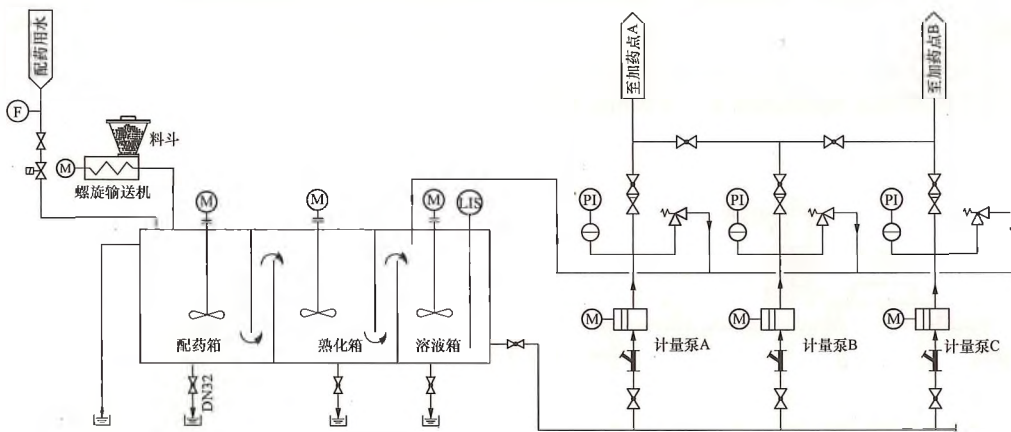 配药用水
至加药点A
至加药点B
F
料斗
M
螺旋输送机
M
M
M
LIS
PI
PI
PI
M
M
M
配药箱
熟化箱
溶液箱
计量泵A
计量泵B
计量泵C
DN32